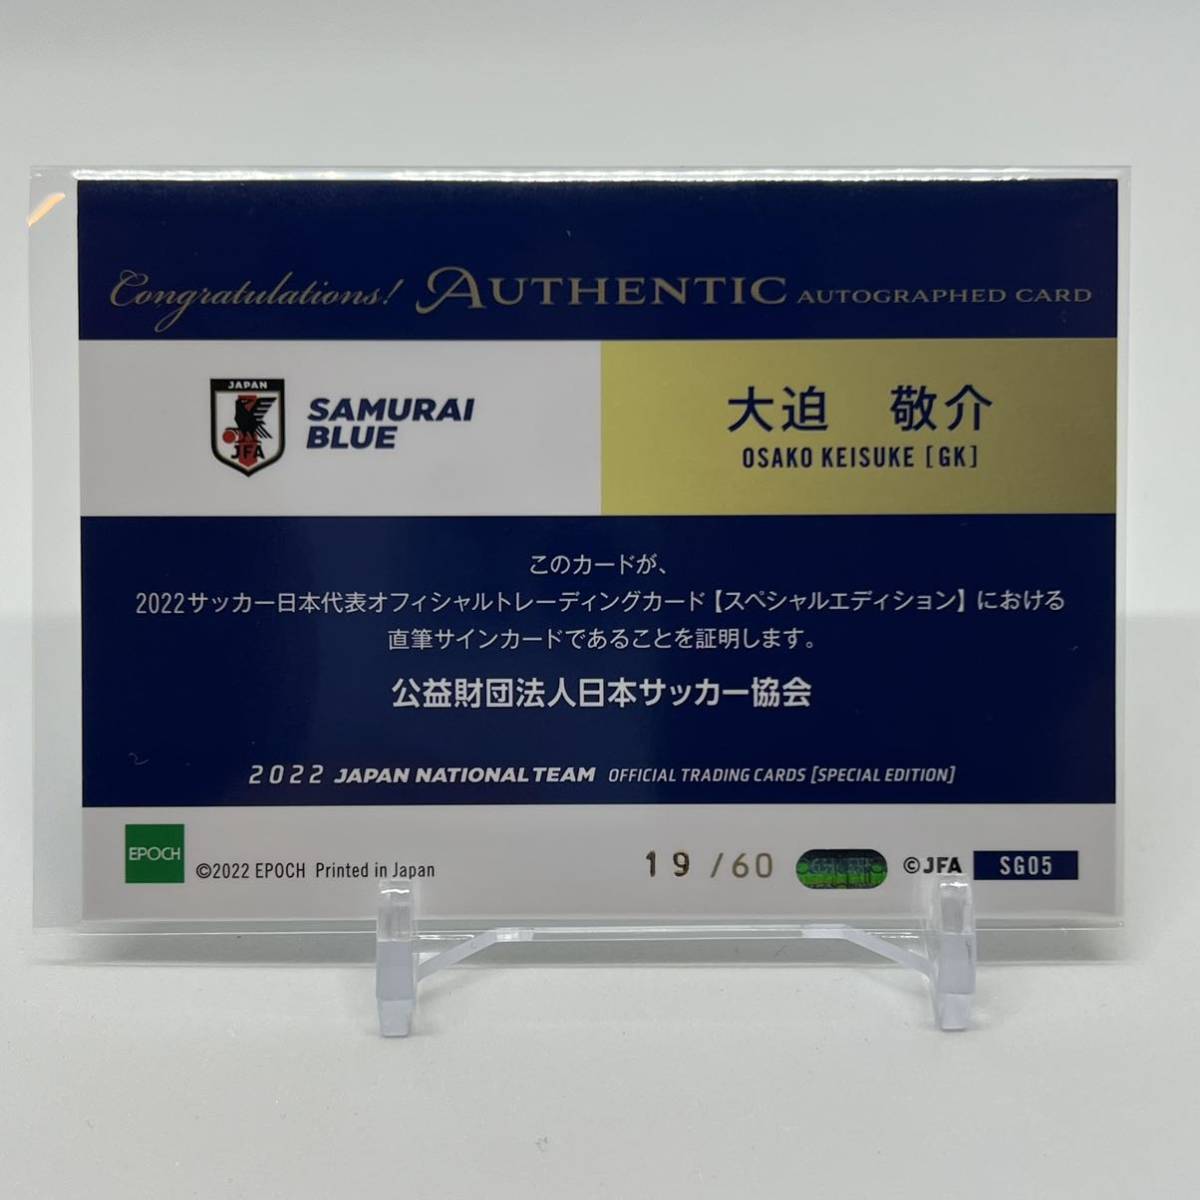 Congratulations! AUTHENTIC AUTOGRAPHED CARD
JAPAN
JFA
SAMURAI
BLUE
大迫 敬介
OSAKO KEISUKE [GK]
このカードが、
2022サッカー日本代表オフィシャルトレーディングカード【スペシャルエディション】における
直筆サインカードであることを証明します。
公益財団法人日本サッカー協会
2022 JAPAN NATIONAL TEAM OFFICIAL TRADING CARDS [SPECIAL EDITION]
EPOCH
©2022 EPOCH Printed in Japan
19 /60
©JFA
SG05